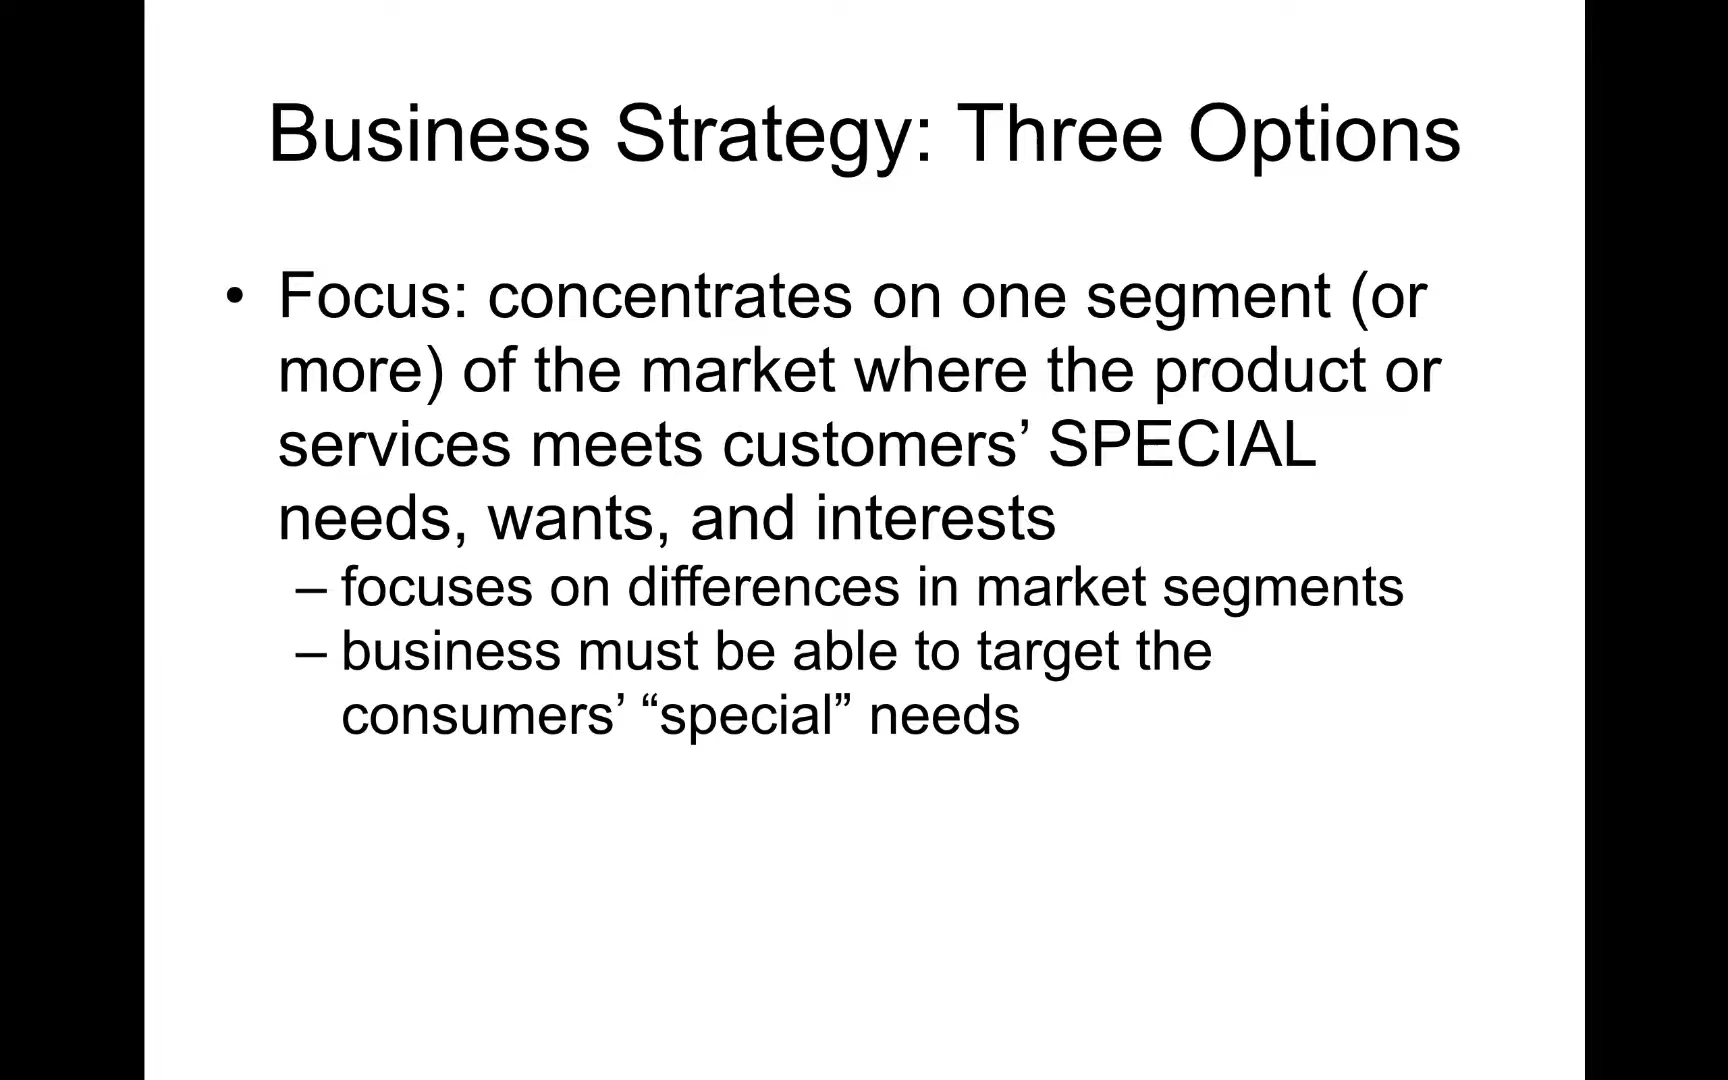 Business Strategy: Three Options
• Focus: concentrates on one segment (or
more) of the market where the product or
services meets customers’ SPECIAL
needs, wants, and interests
– focuses on differences in market segments
– business must be able to target the
consumers’ “special” needs